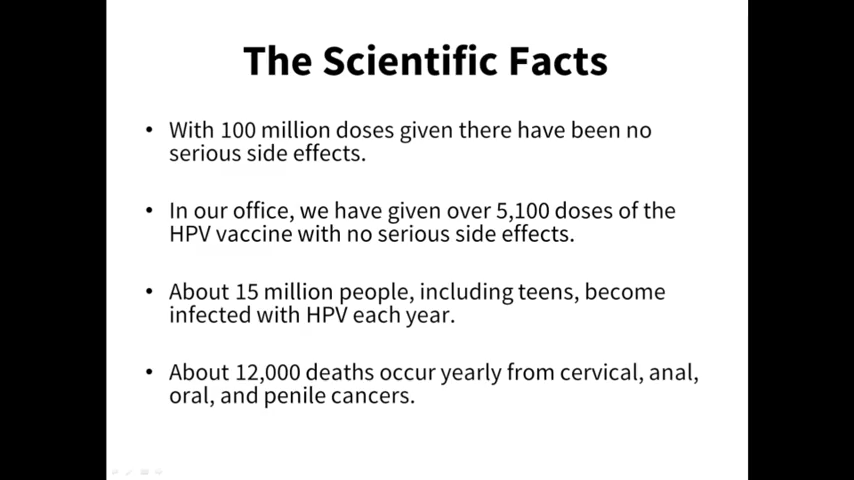 The Scientific Facts
• With 100 million doses given there have been no
serious side effects.
• In our office, we have given over 5,100 doses of the
HPV vaccine with no serious side effects.
• About 15 million people, including teens, become
infected with HPV each year.
• About 12,000 deaths occur yearly from cervical, anal,
oral, and penile cancers.